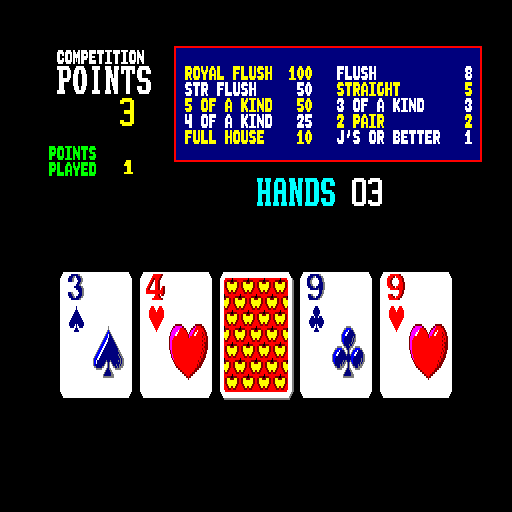 COMPETITION
POINTS
3
POINTS
PLAYED 1
ROYAL FLUSH 100 FLUSH 8
STR FLUSH 50 STRAIGHT 5
5 OF A KIND 50 3 OF A KIND 3
4 OF A KIND 25 2 PAIR 2
FULL HOUSE 10 J'S OR BETTER 1
HANDS 03
3 4 9 9